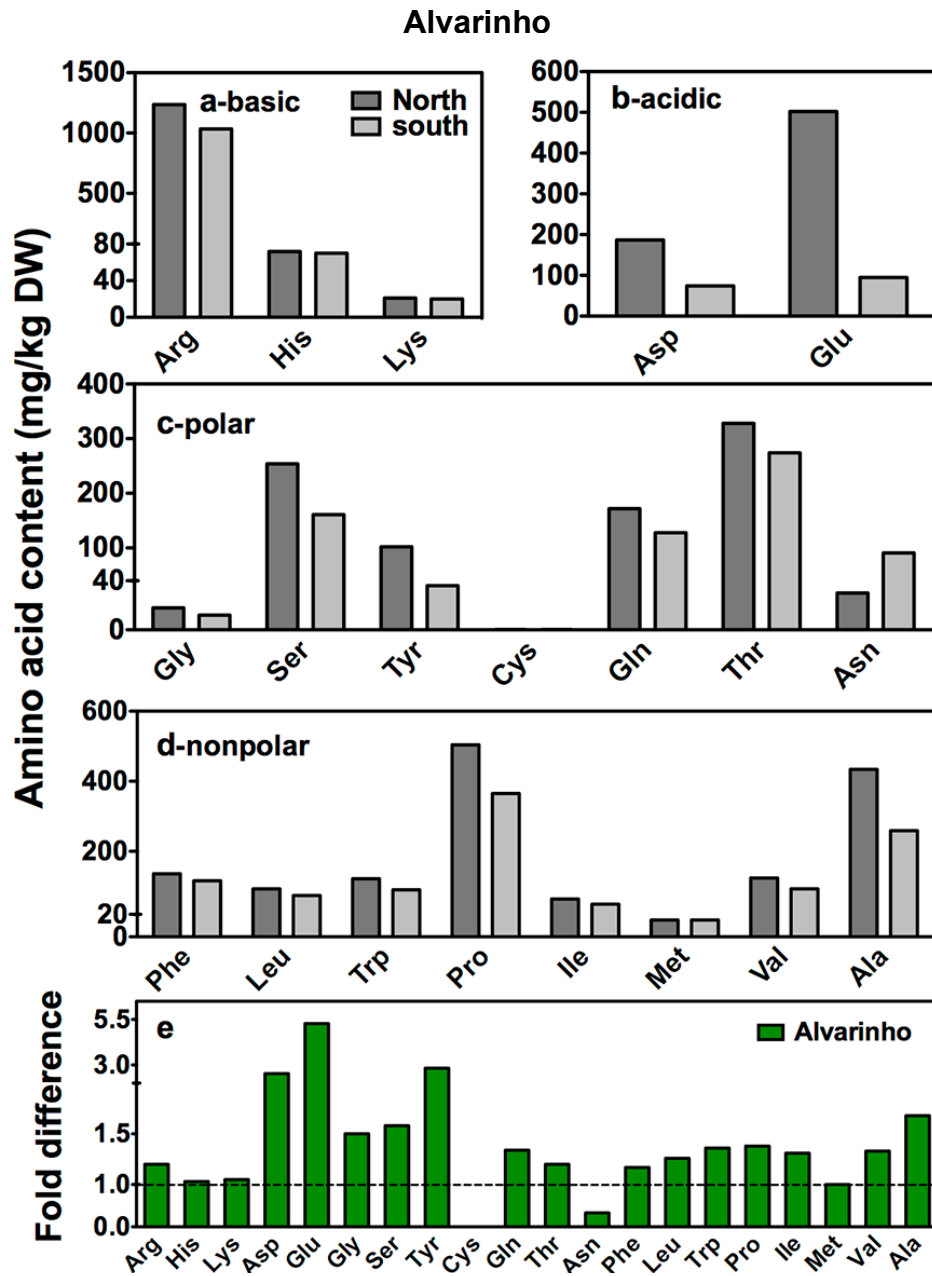 Alvarinho
Amino acid content (mg/kg DW)
a-basic
North
south
1500
1000
500
80
40
0
Arg His Lys
b-acidic
600
500
400
300
200
100
0
Asp Glu
c-polar
400
300
200
100
40
0
Gly Ser Tyr Cys Gln Thr Asn
d-nonpolar
600
400
200
20
0
Phe Leu Trp Pro Ile Met Val Ala
Fold difference
e
Alvarinho
5.5
3.0
1.5
1.0
0.0
Arg His Lys Asp Glu Gly Ser Tyr Cys Gln Thr Asn Phe Leu Trp Pro Ile Met Val Ala